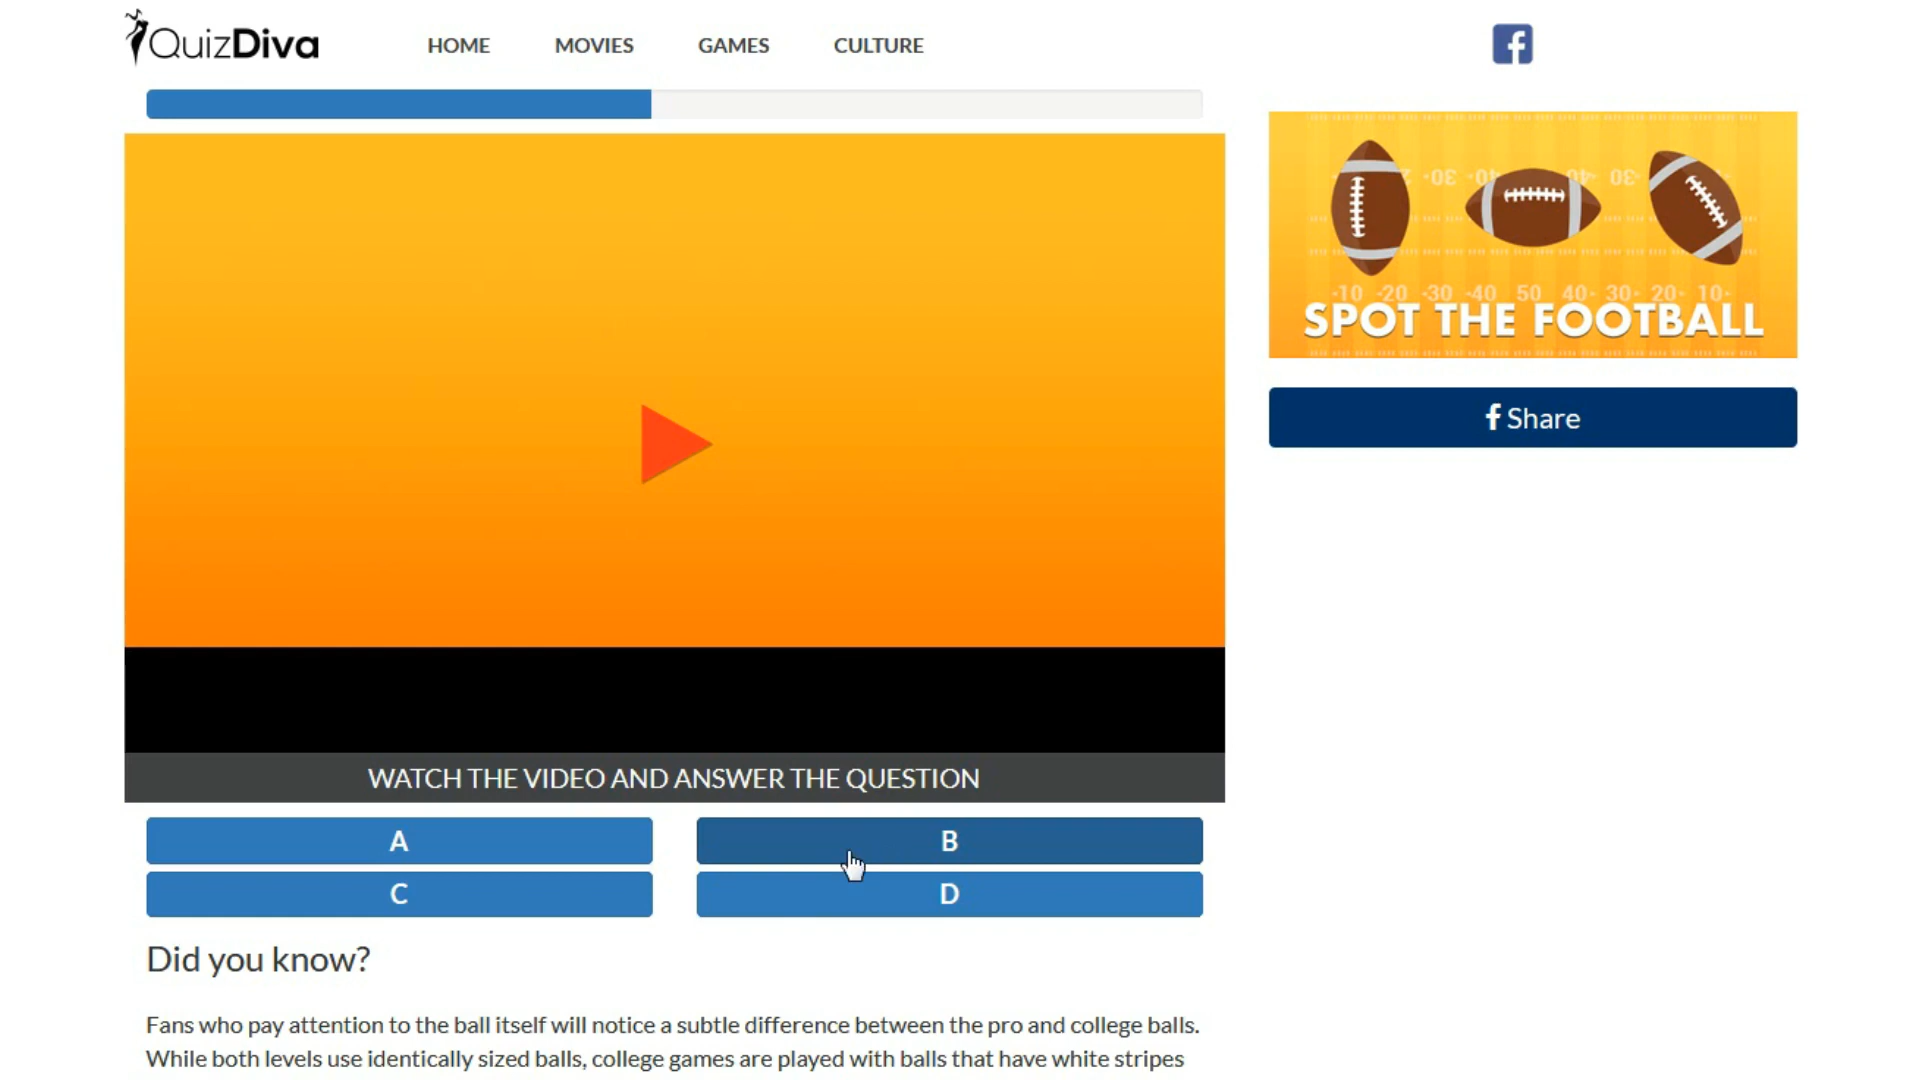 QuizDiva
HOME MOVIES GAMES CULTURE
SPOT THE FOOTBALL
Share
WATCH THE VIDEO AND ANSWER THE QUESTION
A
B
C
D
Did you know?
Fans who pay attention to the ball itself will notice a subtle difference between the pro and college balls.
While both levels use identically sized balls, college games are played with balls that have white stripes